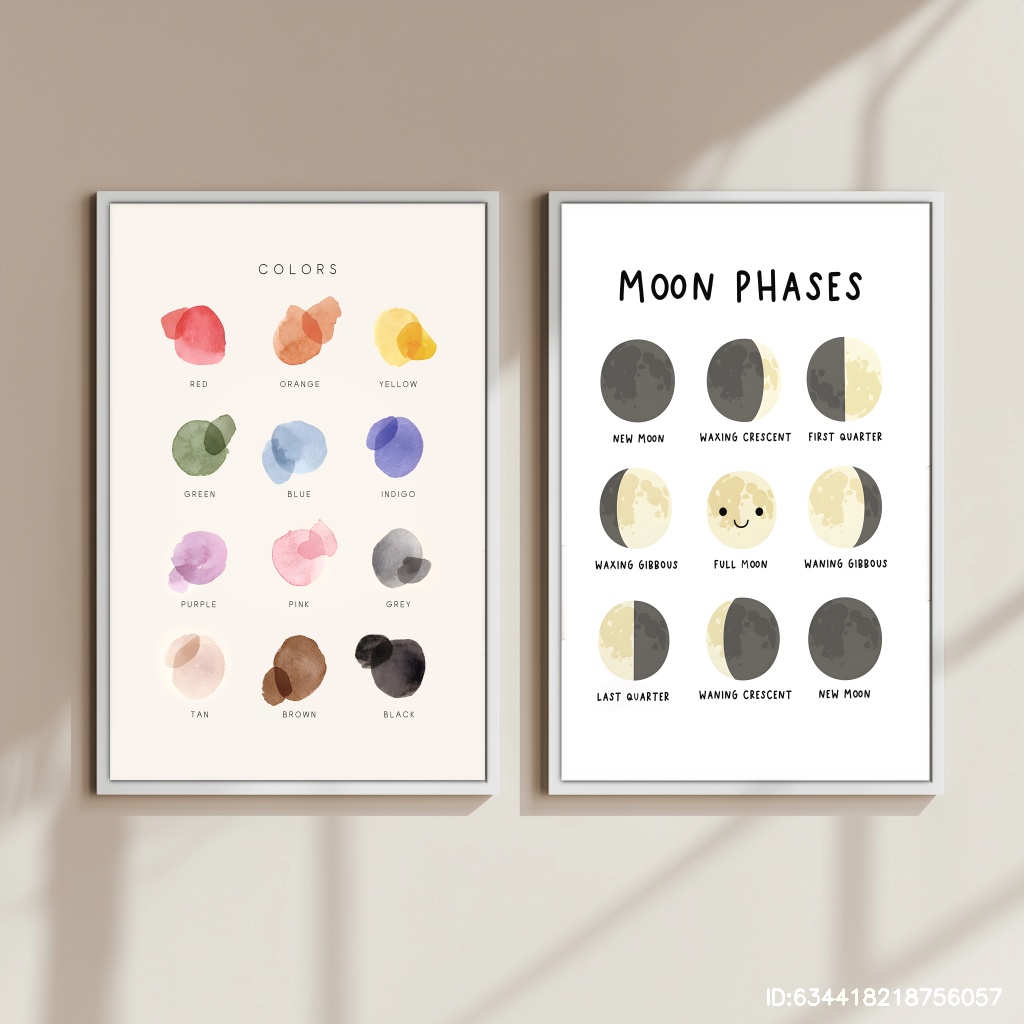 COLORS
RED ORANGE YELLOW
GREEN BLUE INDIGO
PURPLE PINK GREY
TAN BROWN BLACK
MOON PHASES
NEW MOON WAXING CRESCENT FIRST QUARTER
WAXING GIBBOUS FULL MOON WANING GIBBOUS
LAST QUARTER WANING CRESCENT NEW MOON
ID:634418218756057